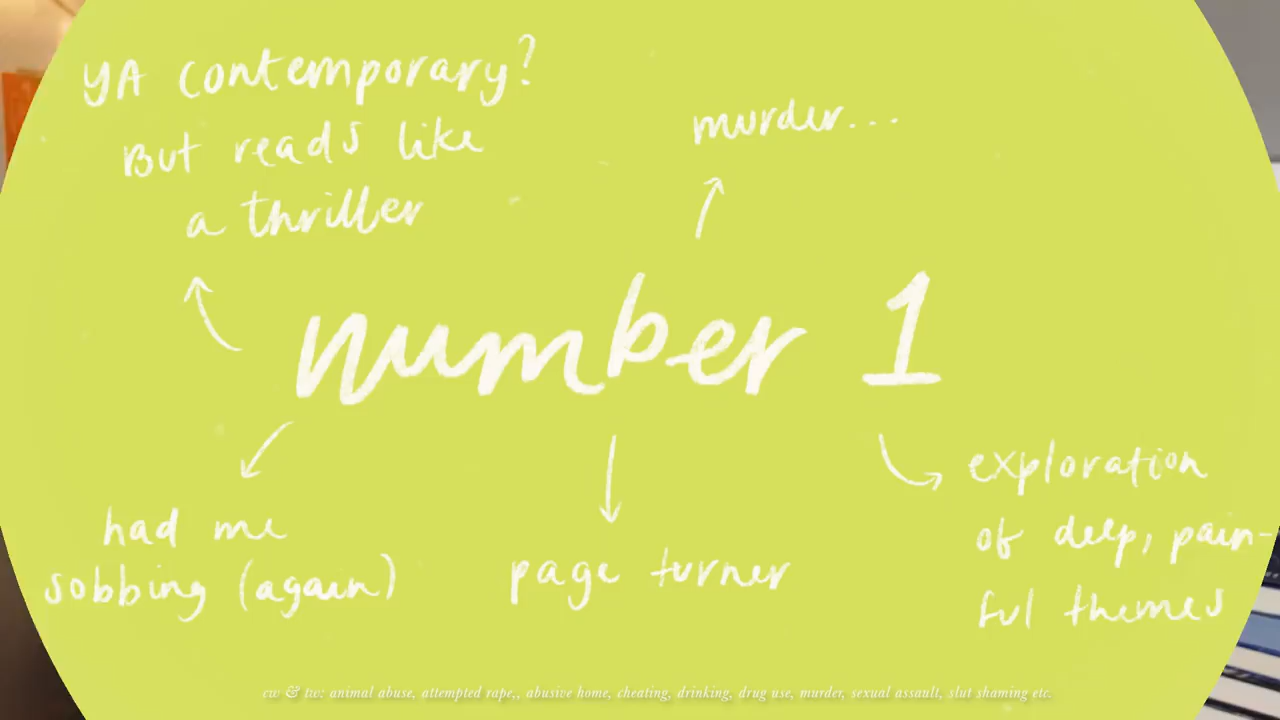 YA contemporary?
But reads like
a thriller
murder...
number 1
had me
sobbing (again)
page turner
exploration
of deep, pain-
ful themes
cw & tw: animal abuse, attempted rape,, abusive home, cheating, drinking, drug use, murder, sexual assault, slut shaming etc.